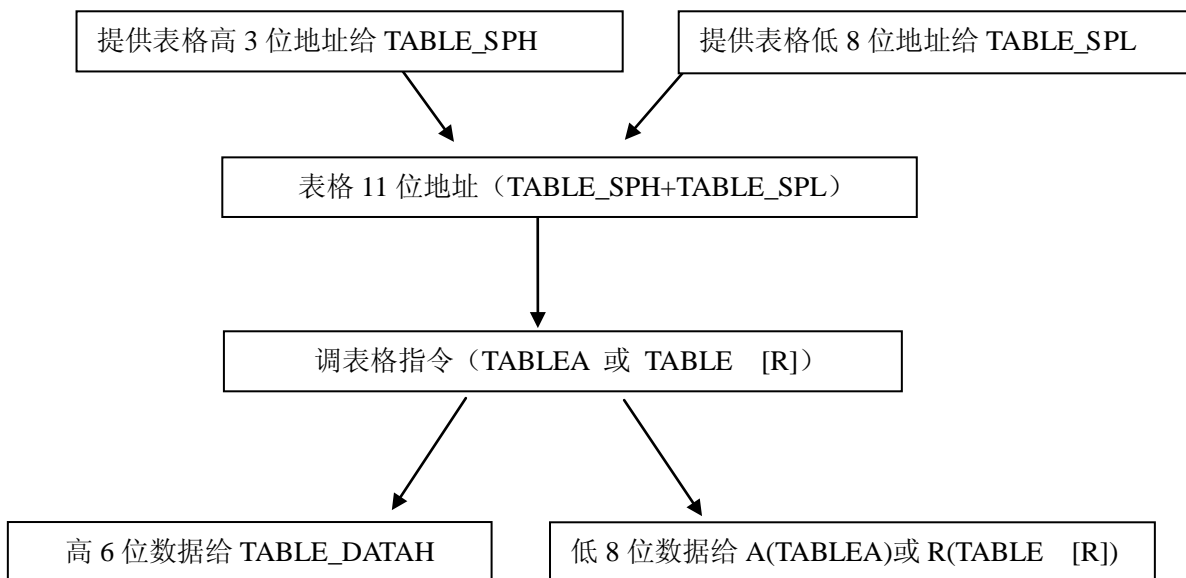 提供表格高 3 位地址给 TABLE_SPH
提供表格低 8 位地址给 TABLE_SPL
表格 11 位地址（TABLE_SPH+TABLE_SPL）
调表格指令（TABLEA 或 TABLE [R]）
高 6 位数据给 TABLE_DATAH
低 8 位数据给 A(TABLEA)或 R(TABLE [R])